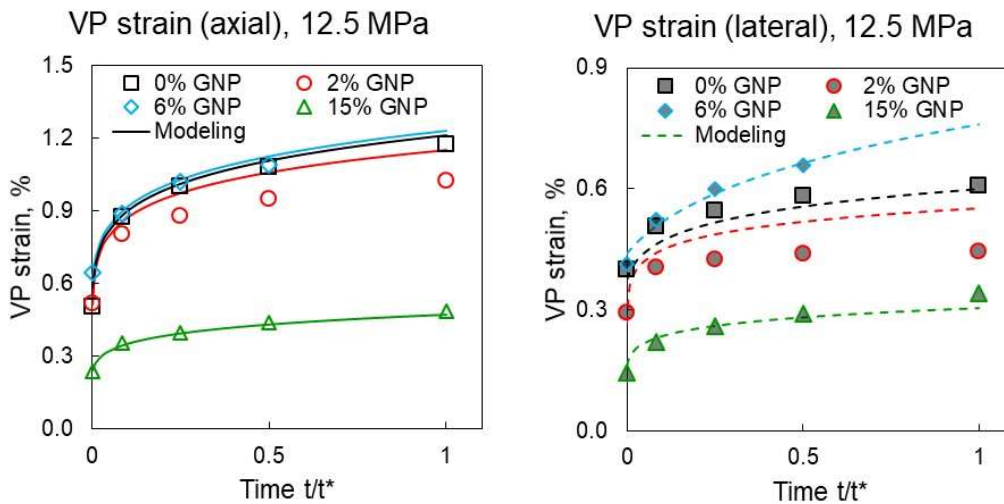 VP strain (axial), 12.5 MPa
VP strain, %
1.5
1.2
0.9
0.6
0.3
0.0
0% GNP
2% GNP
6% GNP
15% GNP
Modeling
0
0.5
1
Time t/t*
VP strain (lateral), 12.5 MPa
VP strain, %
0.9
0.6
0.3
0.0
0% GNP
2% GNP
6% GNP
15% GNP
Modeling
0
0.5
1
Time t/t*